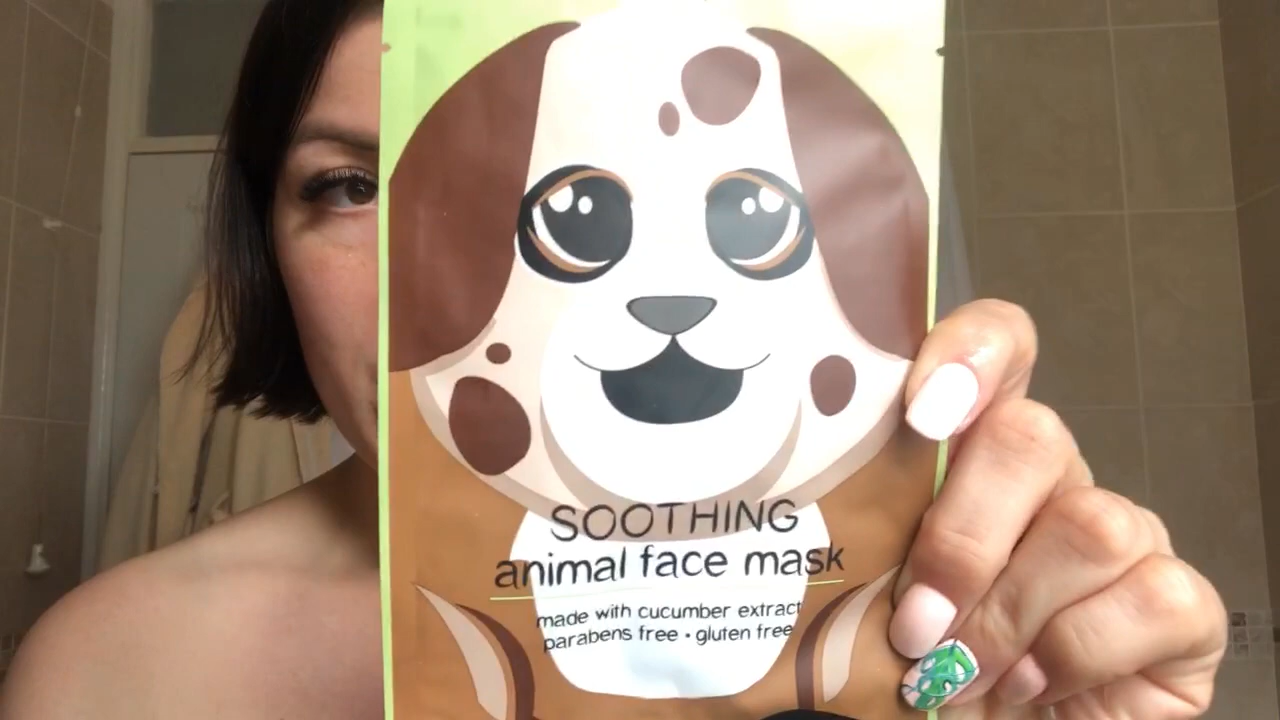 SOOTHING
animal face mask
made with cucumber extract
parabens free • gluten free